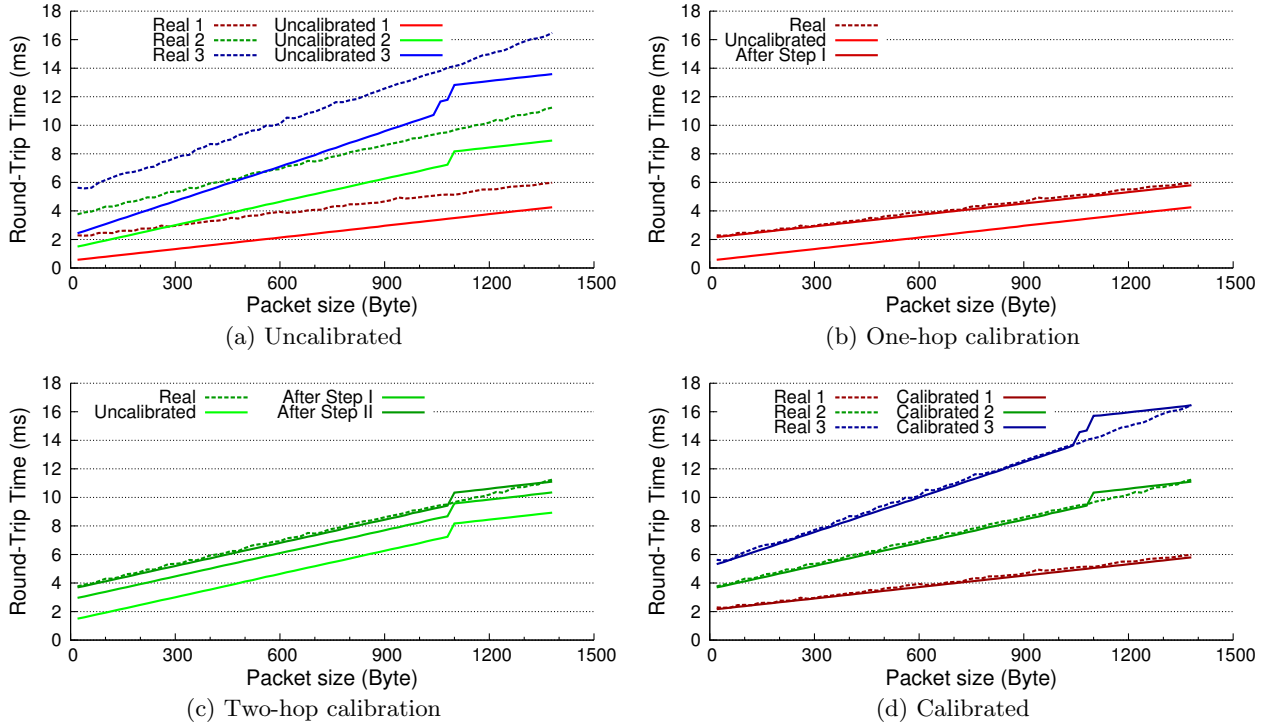 Real 1 Uncalibrated 1
Real 2 Uncalibrated 2
Real 3 Uncalibrated 3
Round-Trip Time (ms)
18
16
14
12
10
8
6
4
2
0
0 300 600 900 1200 1500
Packet size (Byte)
(a) Uncalibrated
Real
Uncalibrated
After Step I
Round-Trip Time (ms)
18
16
14
12
10
8
6
4
2
0
0 300 600 900 1200 1500
Packet size (Byte)
(b) One-hop calibration
Real After Step I
Uncalibrated After Step II
Round-Trip Time (ms)
18
16
14
12
10
8
6
4
2
0
0 300 600 900 1200 1500
Packet size (Byte)
(c) Two-hop calibration
Real 1 Calibrated 1
Real 2 Calibrated 2
Real 3 Calibrated 3
Round-Trip Time (ms)
18
16
14
12
10
8
6
4
2
0
0 300 600 900 1200 1500
Packet size (Byte)
(d) Calibrated